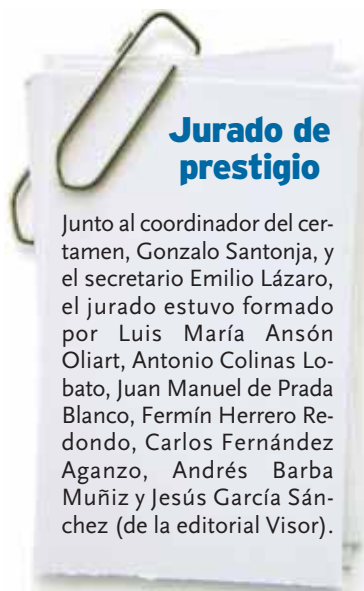 Jurado de
prestigio
Junto al coordinador del cer-
tamen, Gonzalo Santonja, y
el secretario Emilio Lázaro,
el jurado estuvo formado
por Luis María Ansón
Oliart, Antonio Colinas Lo-
bato, Juan Manuel de Prada
Blanco, Fermín Herrero Re-
dondo, Carlos Fernández
Aganzo, Andrés Barba
Muñiz y Jesús García Sán-
chez (de la editorial Visor).